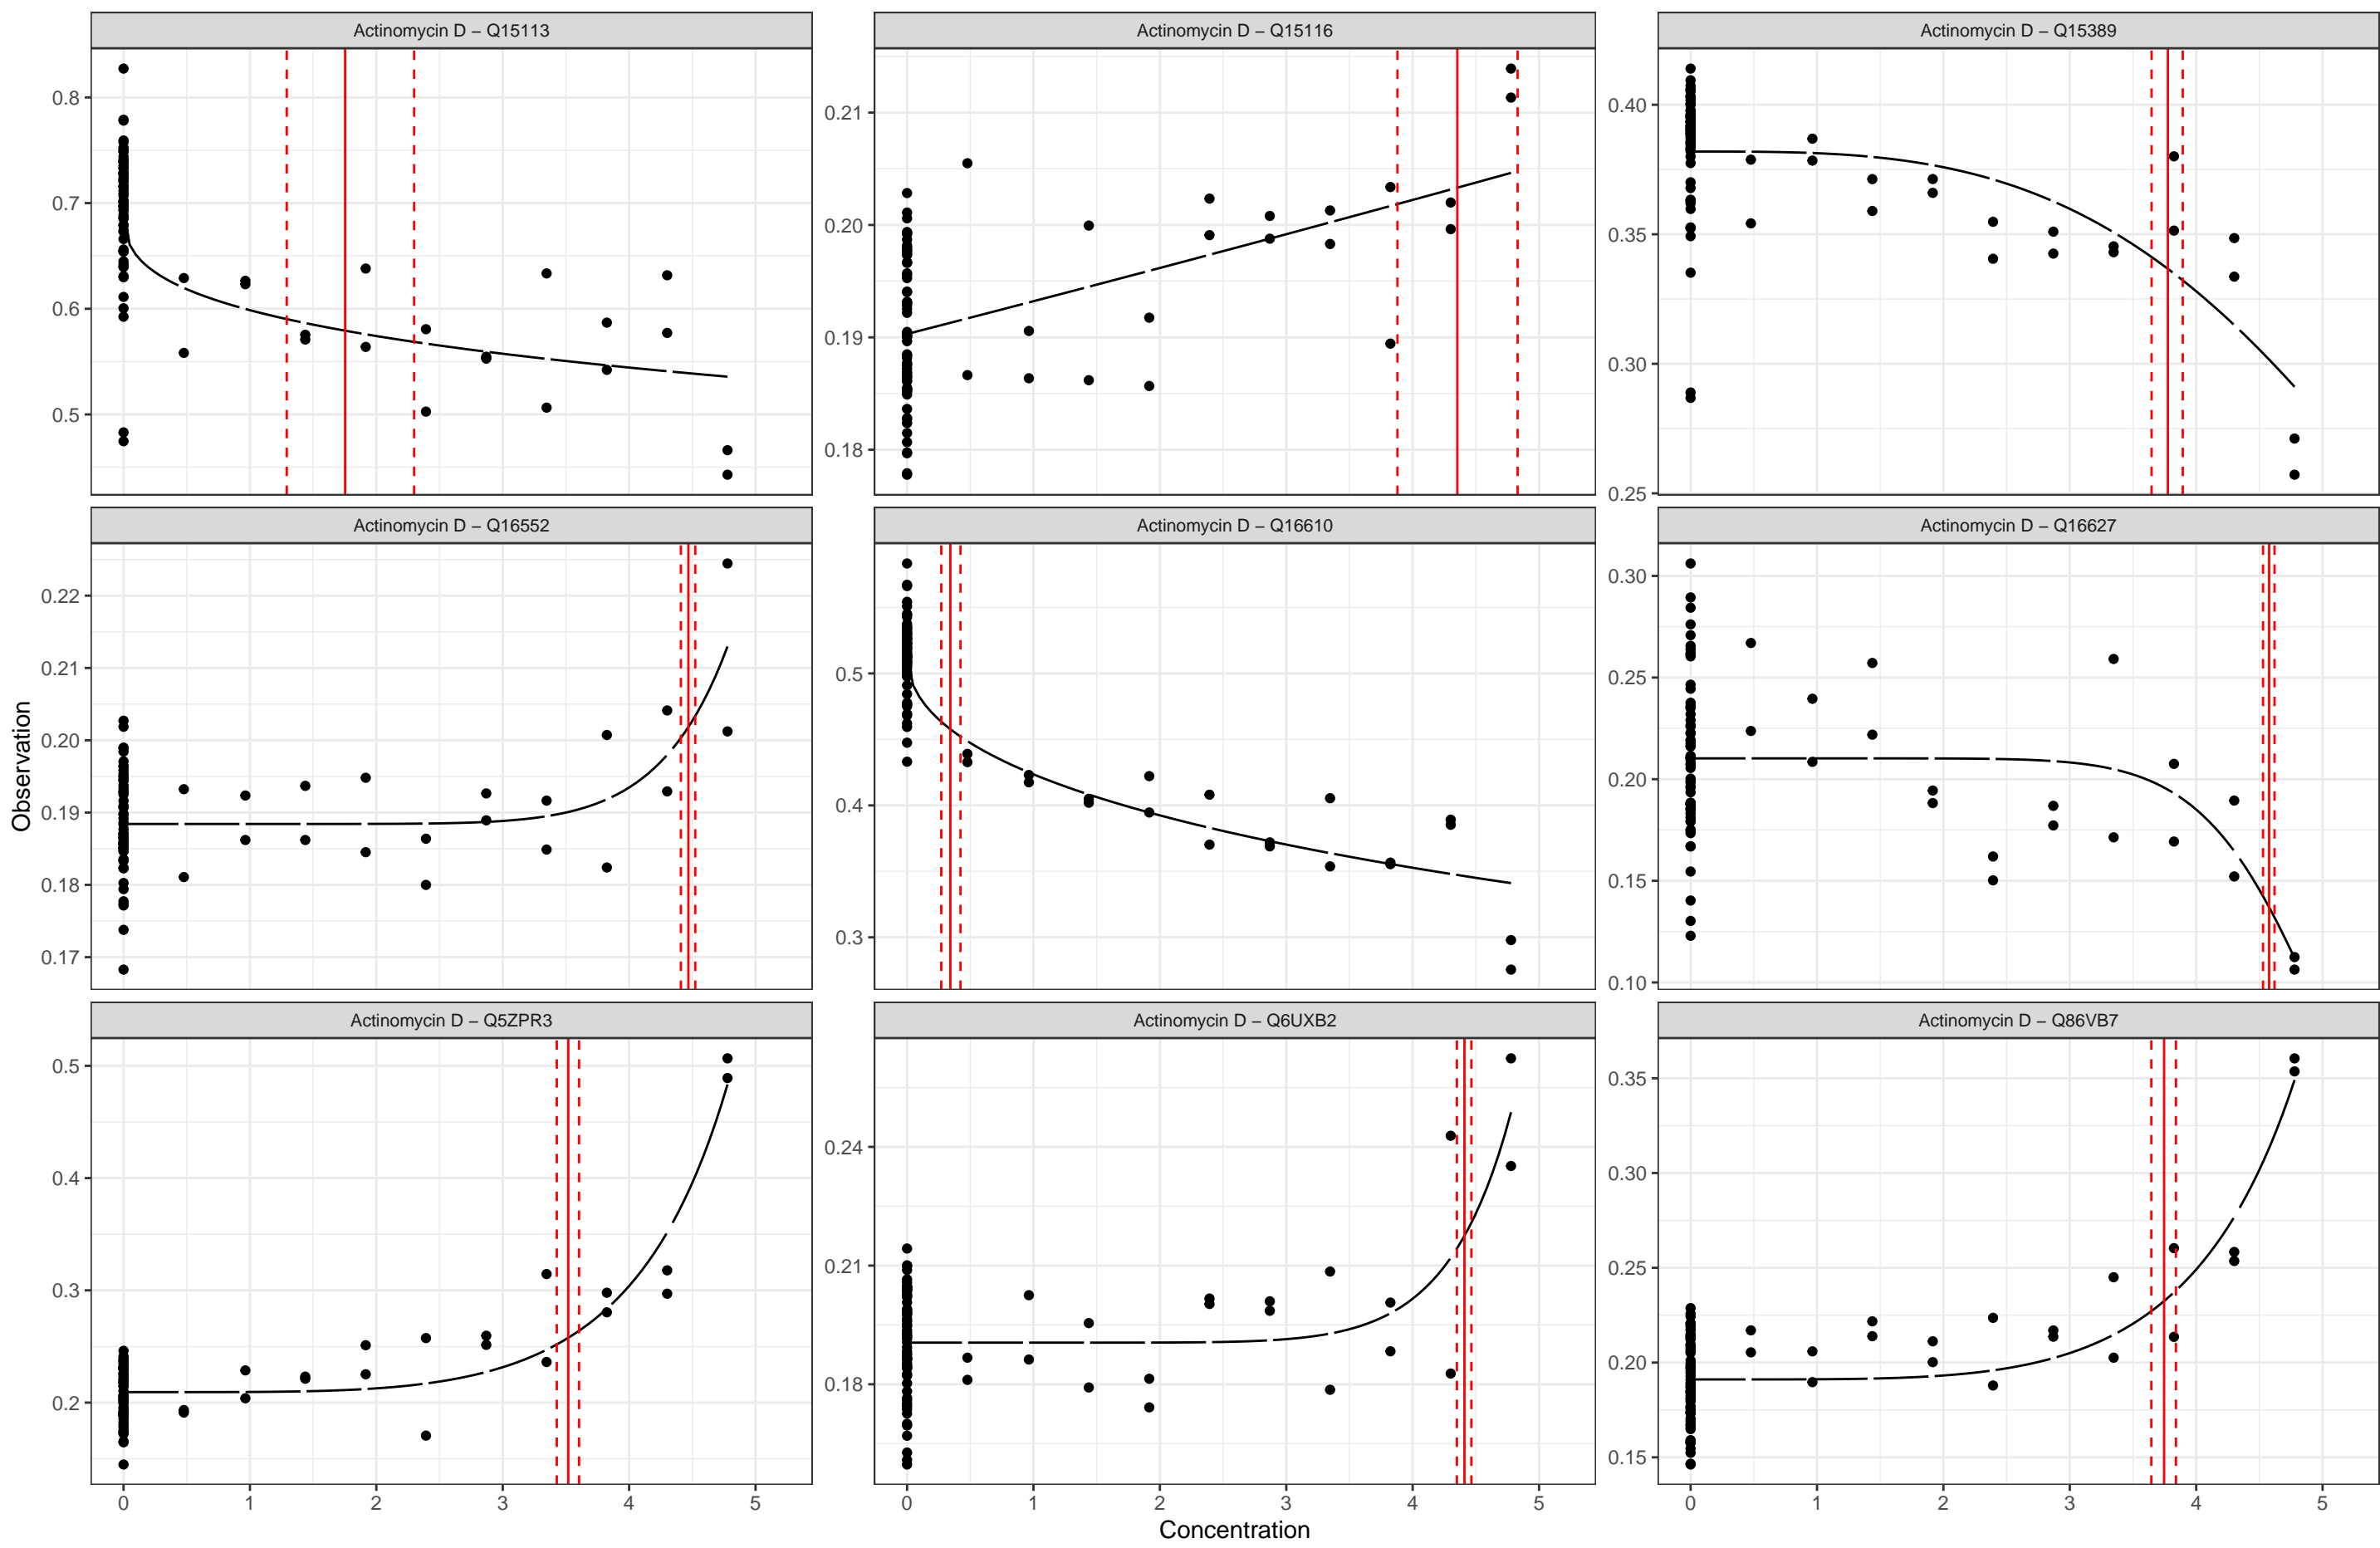 Actinomycin D – Q15113
Actinomycin D – Q15116
Actinomycin D – Q15389
0.8
0.7
0.6
0.5
0.21
0.20
0.19
0.18
0.40
0.35
0.30
0.25
Actinomycin D – Q16552
Actinomycin D – Q16610
Actinomycin D – Q16627
0.22
0.21
0.20
0.19
0.18
0.17
0.5
0.4
0.3
0.30
0.25
0.20
0.15
0.10
Observation
Actinomycin D – Q5ZPR3
Actinomycin D – Q6UXB2
Actinomycin D – Q86VB7
0.5
0.4
0.3
0.2
0.24
0.21
0.18
0.35
0.30
0.25
0.20
0.15
0 1 2 3 4 5
0 1 2 3 4 5
0 1 2 3 4 5
Concentration